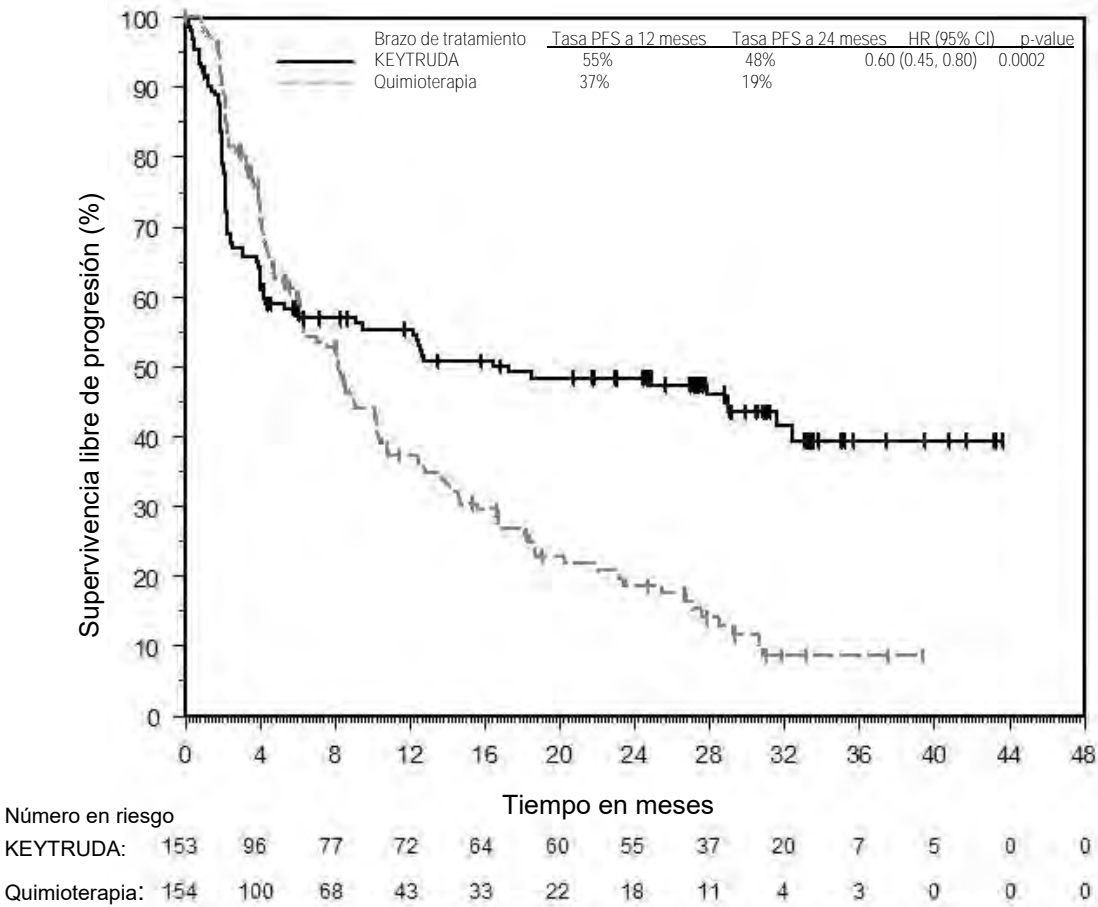 Brazo de tratamiento Tasa PFS a 12 meses Tasa PFS a 24 meses HR (95% CI) p-value
KEYTRUDA 55% 48% 0.60 (0.45, 0.80) 0.0002
Quimioterapia 37% 19%
Supervivencia libre de progresión (%)
100
90
80
70
60
50
40
30
20
10
0
0 4 8 12 16 20 24 28 32 36 40 44 48
Tiempo en meses
Número en riesgo
KEYTRUDA: 153 96 77 72 64 60 55 37 20 7 5 0 0
Quimioterapia: 154 100 68 43 33 22 18 11 4 3 0 0 0